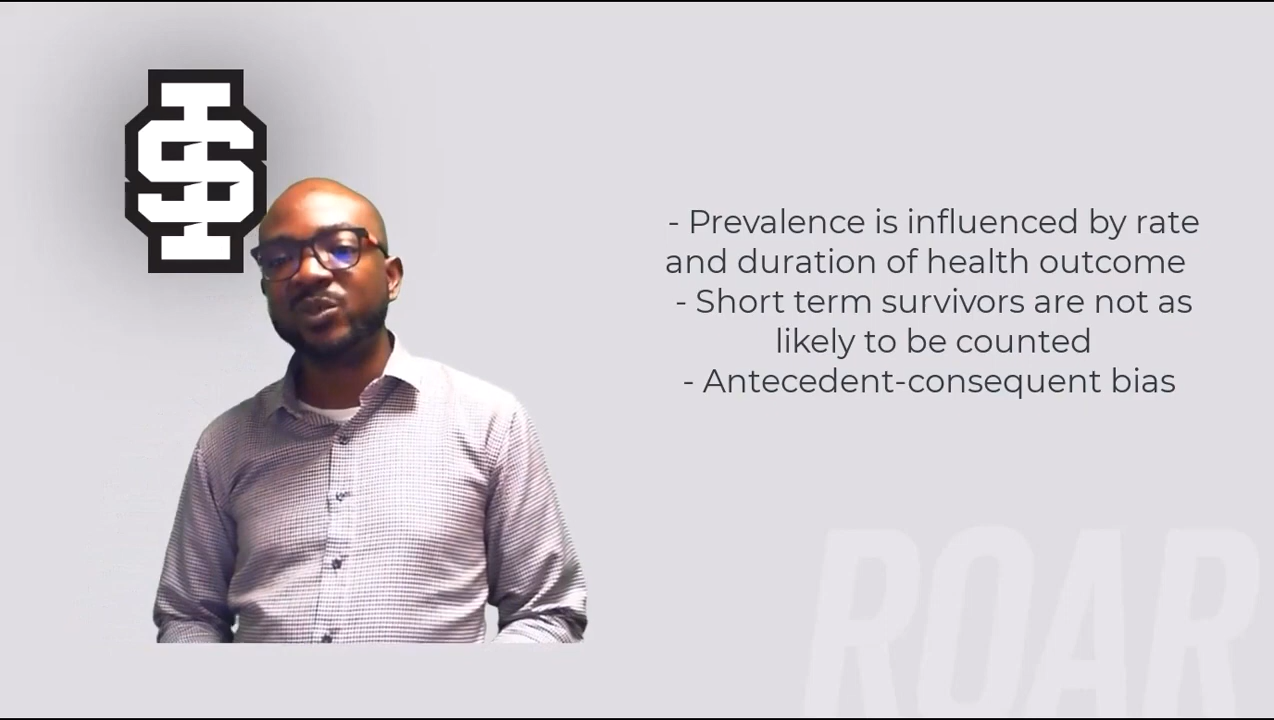 IS
- Prevalence is influenced by rate
and duration of health outcome
- Short term survivors are not as
likely to be counted
- Antecedent-consequent bias
ROAR